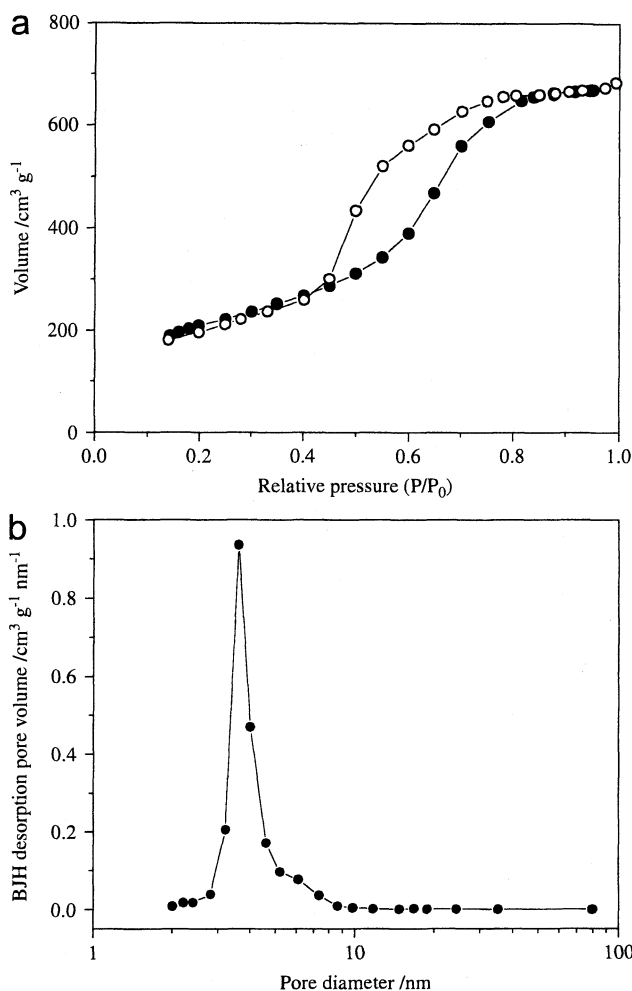 a
800
600
400
200
0
Volume /cm³ g⁻¹
0.0 0.2 0.4 0.6 0.8 1.0
Relative pressure (P/P₀)
b
1.0
0.8
0.6
0.4
0.2
0.0
BJH desorption pore volume /cm³ g⁻¹ nm⁻¹
1 10 100
Pore diameter /nm